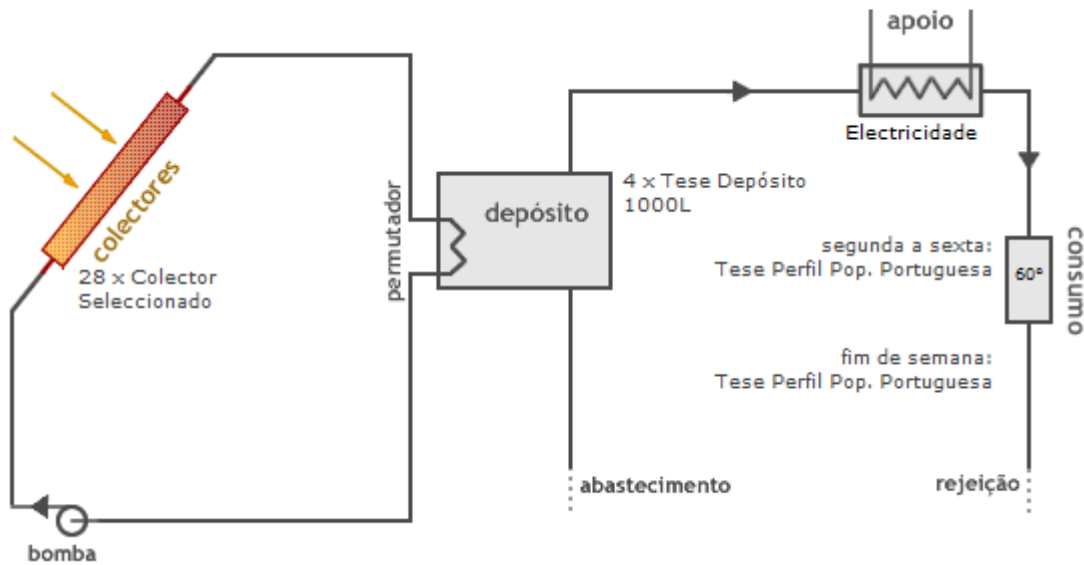 apoio
Electricidade
colectores
28 x Colector
Seleccionado
permutador
depósito
4 x Tese Depósito
1000L
segunda a sexta:
Tese Perfil Pop. Portuguesa
60°
consumo
fim de semana:
Tese Perfil Pop. Portuguesa
abastecimento
rejeição
bomba